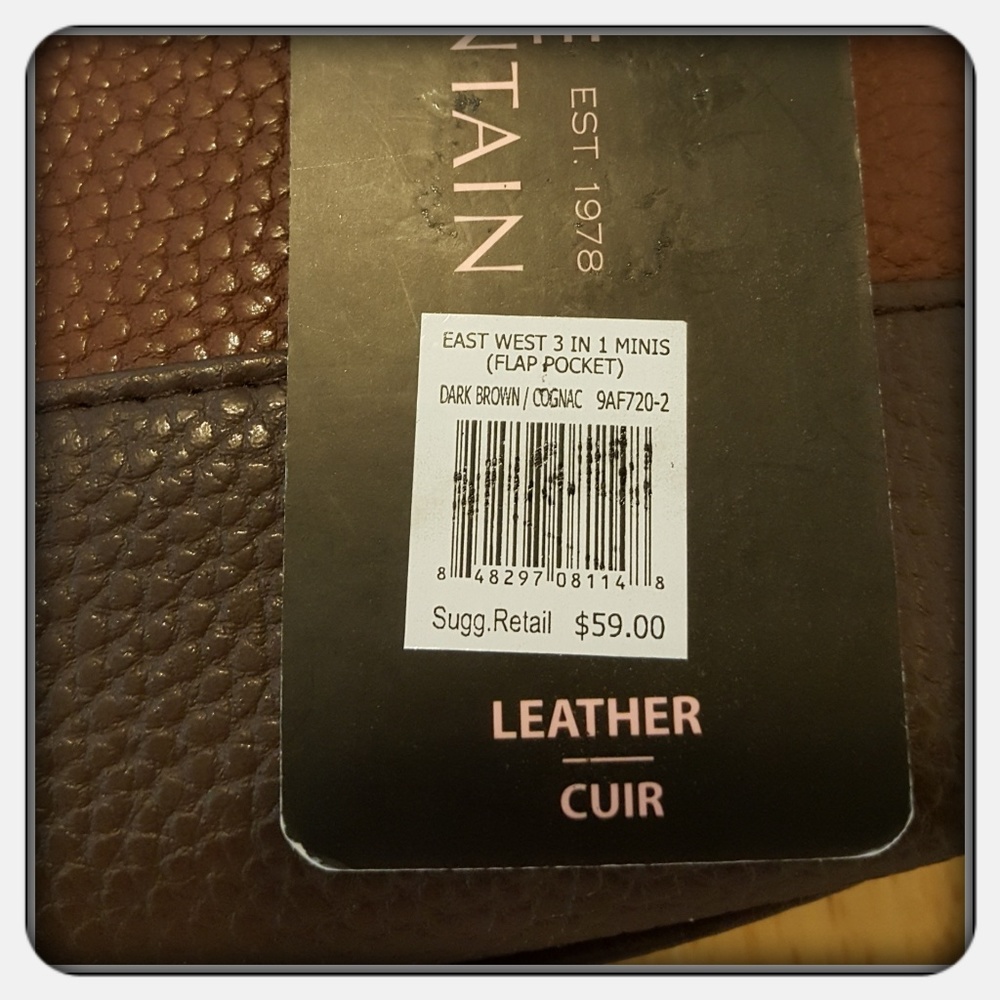 NTAIN
EST. 1978
EAST WEST 3 IN 1 MINIS
(FLAP POCKET)
DARK BROWN / COGNAC 9AF720-2
8 48297 08114 8
Sugg.Retail $59.00
LEATHER
CUIR